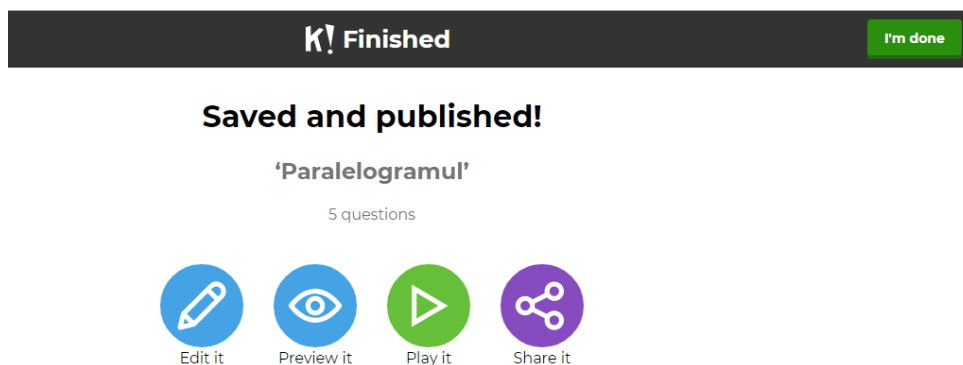 K! Finished
I'm done
Saved and published!
‘Paralelogramul’
5 questions
Edit it
Preview it
Play it
Share it